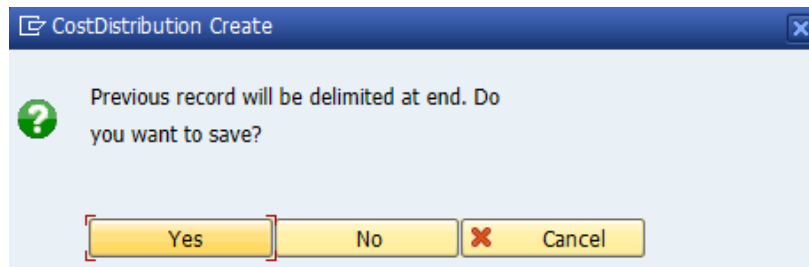 CostDistribution Create
Previous record will be delimited at end. Do
you want to save?
Yes No Cancel